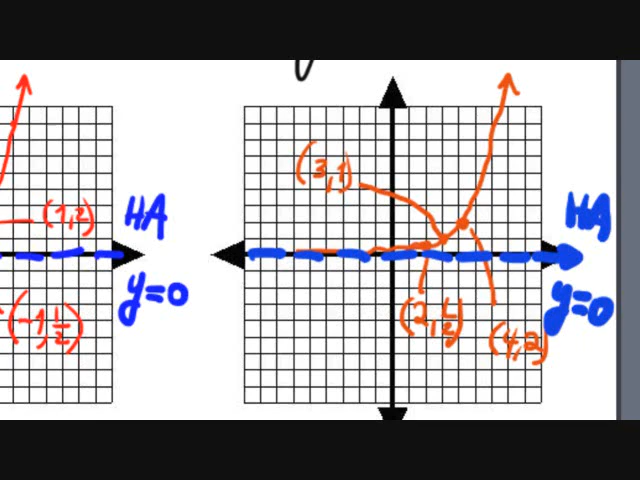 (3,1)
(1,2)
HA
HA
y=0
y=0
(-1,1/2)
(2,1/2)
(4,2)